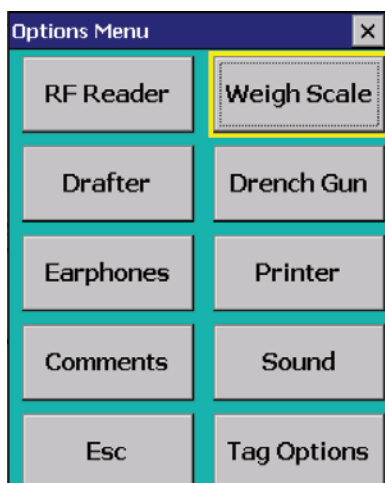 Options Menu
RF Reader
Weigh Scale
Drafter
Drench Gun
Earphones
Printer
Comments
Sound
Esc
Tag Options